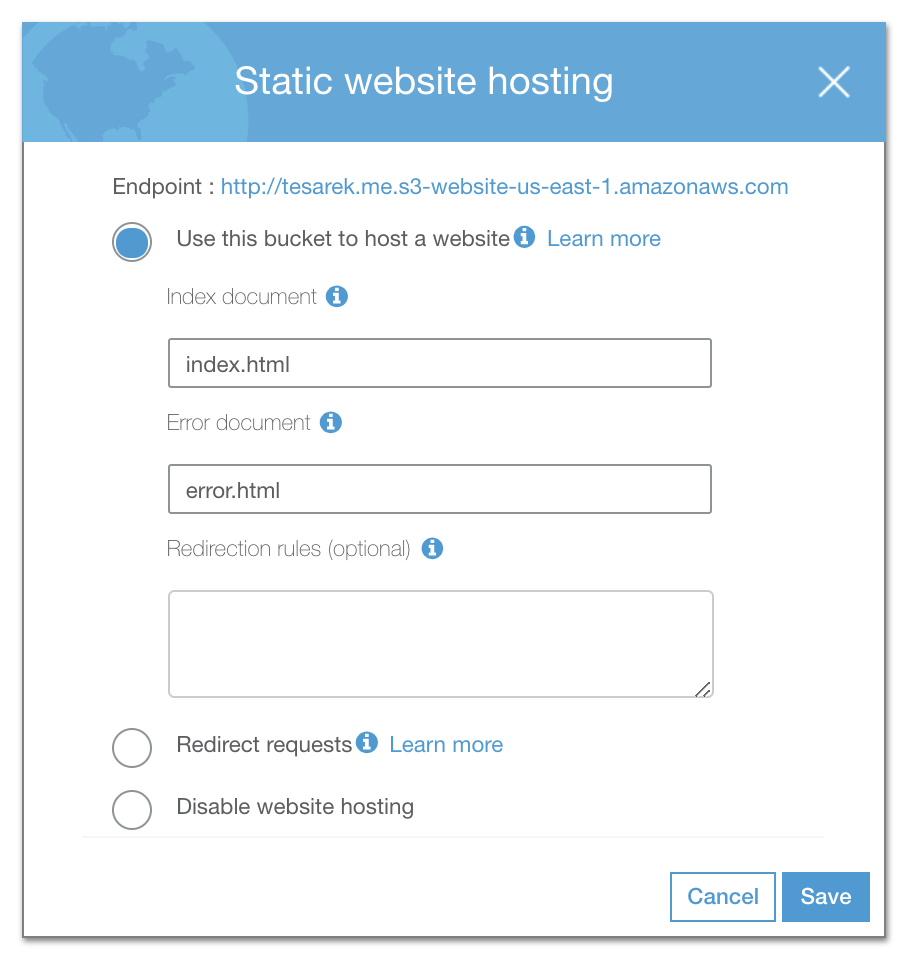 Static website hosting
Endpoint : http://tesarek.me.s3-website-us-east-1.amazonaws.com
Use this bucket to host a website Learn more
Index document
index.html
Error document
error.html
Redirection rules (optional)
Redirect requests Learn more
Disable website hosting
Cancel Save